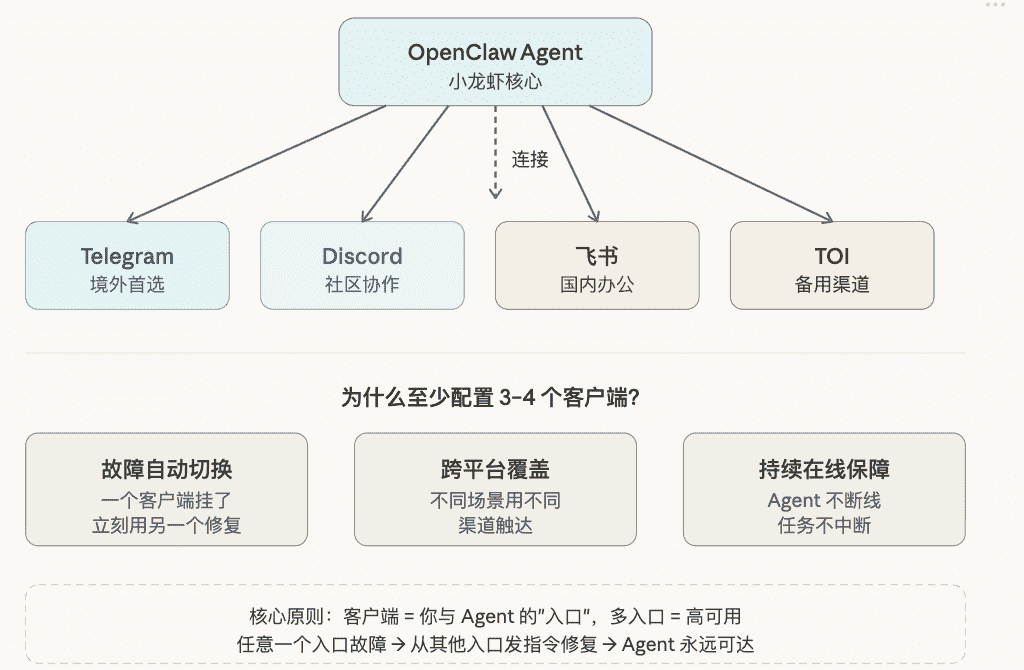 OpenClaw Agent
小龙虾核心
连接
Telegram
境外首选
Discord
社区协作
飞书
国内办公
TOI
备用渠道
为什么至少配置 3-4 个客户端?
故障自动切换
一个客户端挂了
立刻用另一个修复
跨平台覆盖
不同场景用不同
渠道触达
持续在线保障
Agent 不断线
任务不中断
核心原则：客户端 = 你与 Agent 的"入口"，多入口 = 高可用
任意一个入口故障 → 从其他入口发指令修复 → Agent 永远可达